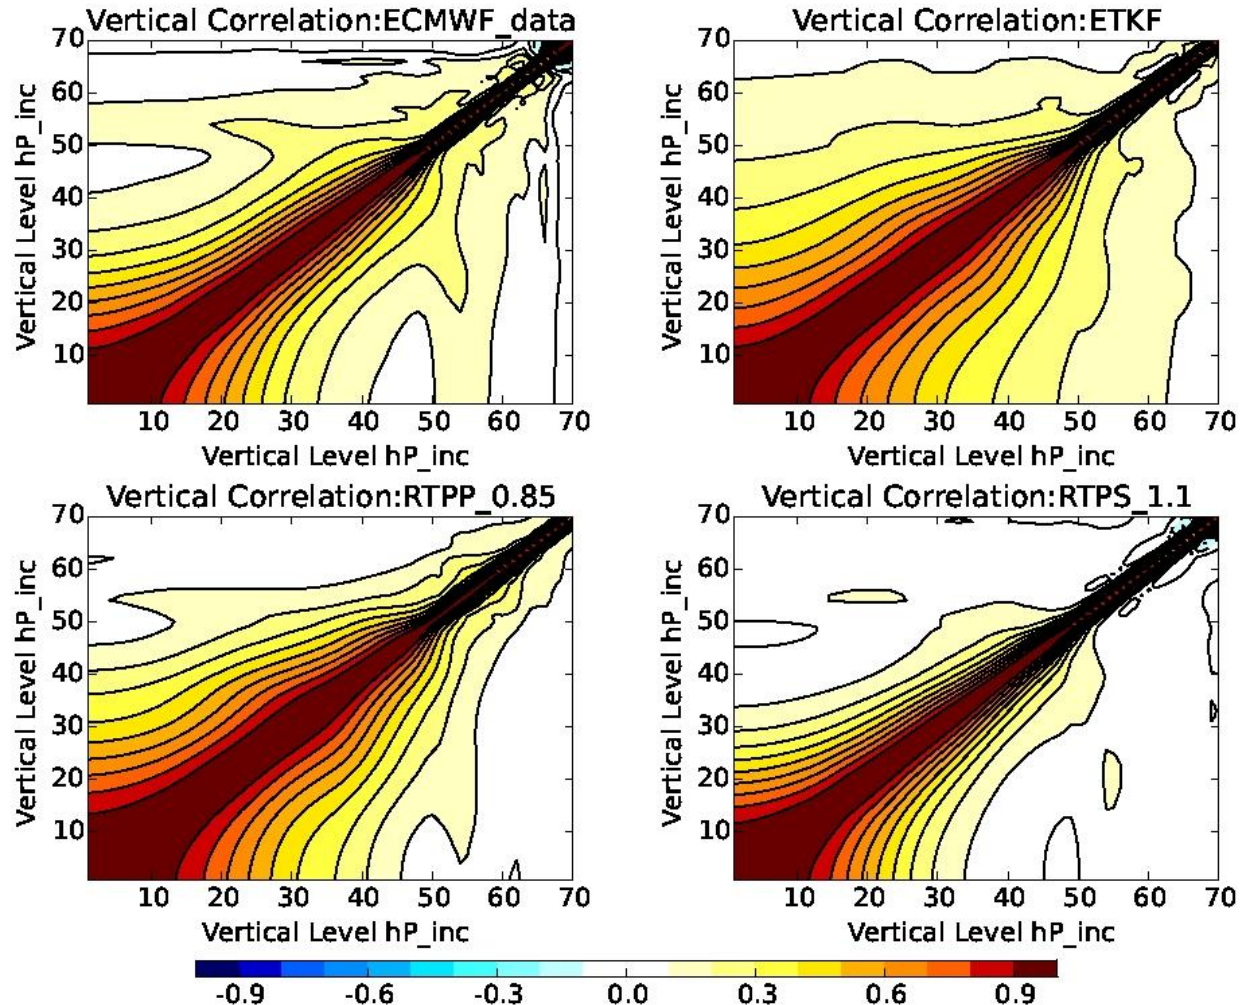 Vertical Correlation:ECMWF_data
70
60
50
40
30
20
10
Vertical Level hP_inc
10 20 30 40 50 60 70
Vertical Level hP_inc
Vertical Correlation:ETKF
70
60
50
40
30
20
10
Vertical Level hP_inc
10 20 30 40 50 60 70
Vertical Level hP_inc
Vertical Correlation:RTPP_0.85
70
60
50
40
30
20
10
Vertical Level hP_inc
10 20 30 40 50 60 70
Vertical Level hP_inc
Vertical Correlation:RTPS_1.1
70
60
50
40
30
20
10
Vertical Level hP_inc
10 20 30 40 50 60 70
Vertical Level hP_inc
-0.9 -0.6 -0.3 0.0 0.3 0.6 0.9